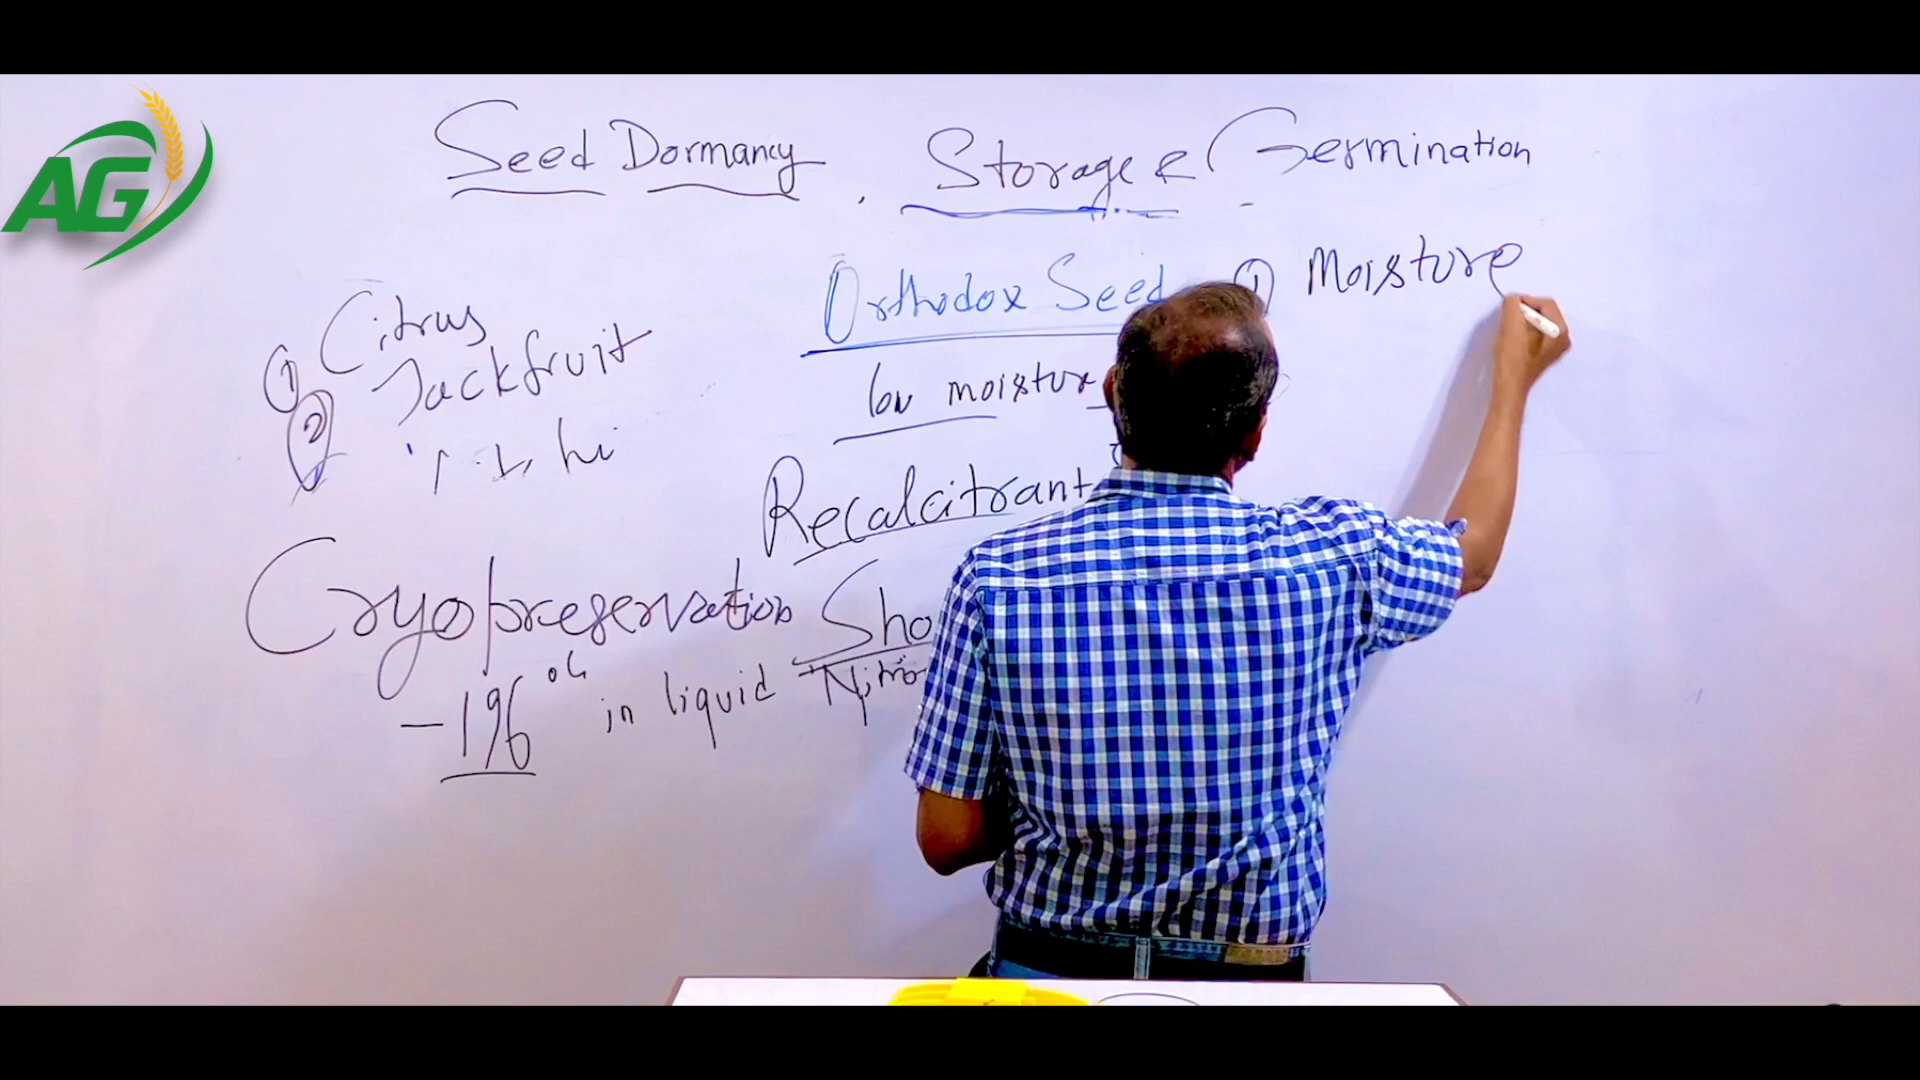 AG
Seed Dormancy, Storage & Germination
Orthodox Seed
① Moisture
① Citrus
② Jackfruit
low moisture
Recalcitrant
Cryopreservation
Sho
-196 °C in liquid Nitro